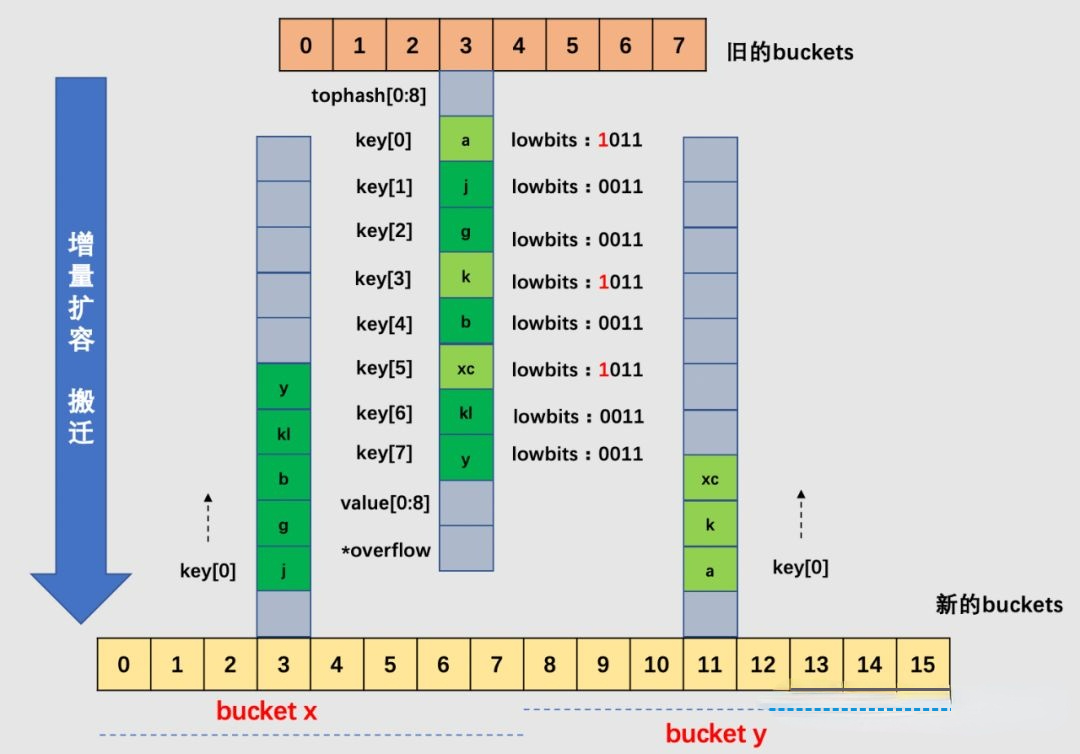 0 1 2 3 4 5 6 7
旧的buckets
tophash[0:8]
key[0] a lowbits：1011
key[1] j lowbits：0011
key[2] g lowbits：0011
key[3] k lowbits：1011
key[4] b lowbits：0011
key[5] xc lowbits：1011
key[6] kl lowbits：0011
key[7] y lowbits：0011
value[0:8]
*overflow
增量扩容 搬迁
y
kl
b
g
j
key[0]
xc
k
a
key[0]
新的buckets
0 1 2 3 4 5 6 7 8 9 10 11 12 13 14 15
bucket x
bucket y